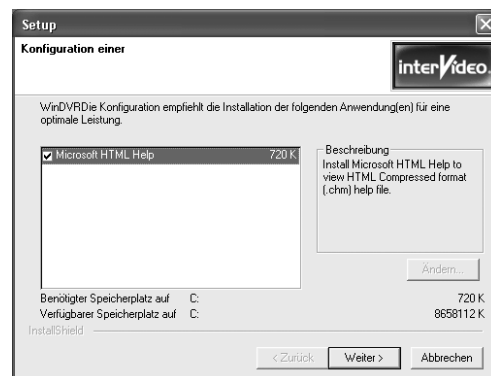 Setup
Konfiguration einer
interVideo.
WinDVRDie Konfiguration empfiehlt die Installation der folgenden Anwendung(en) für eine
optimale Leistung.
Microsoft HTML Help 720 K
Beschreibung
Install Microsoft HTML Help to
view HTML Compressed format
(.chm) help file.
Ändern...
Benötigter Speicherplatz auf C: 720 K
Verfügbarer Speicherplatz auf C: 8658112 K
InstallShield
< Zurück Weiter > Abbrechen